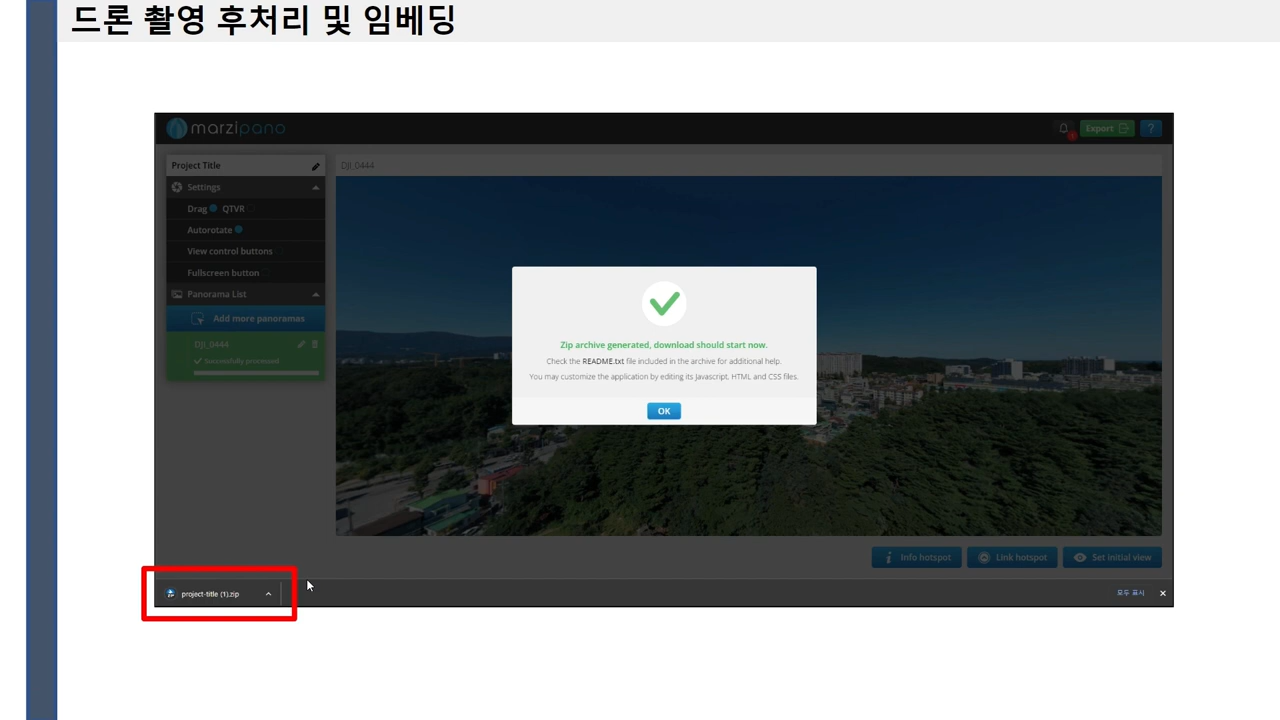 드론 촬영 후처리 및 임베딩
marzipano
1
Export
?
Project Title
DJI_0444
Settings
Drag QTVR
Autorotate
View control buttons
Fullscreen button
Panorama List
Add more panoramas
DJI_0444
Successfully processed
Zip archive generated, download should start now.
Check the README.txt file included in the archive for additional help.
You may customize the application by editing its Javascript, HTML and CSS files.
OK
Info hotspot
Link hotspot
Set initial view
project-title (1).zip
모두 표시